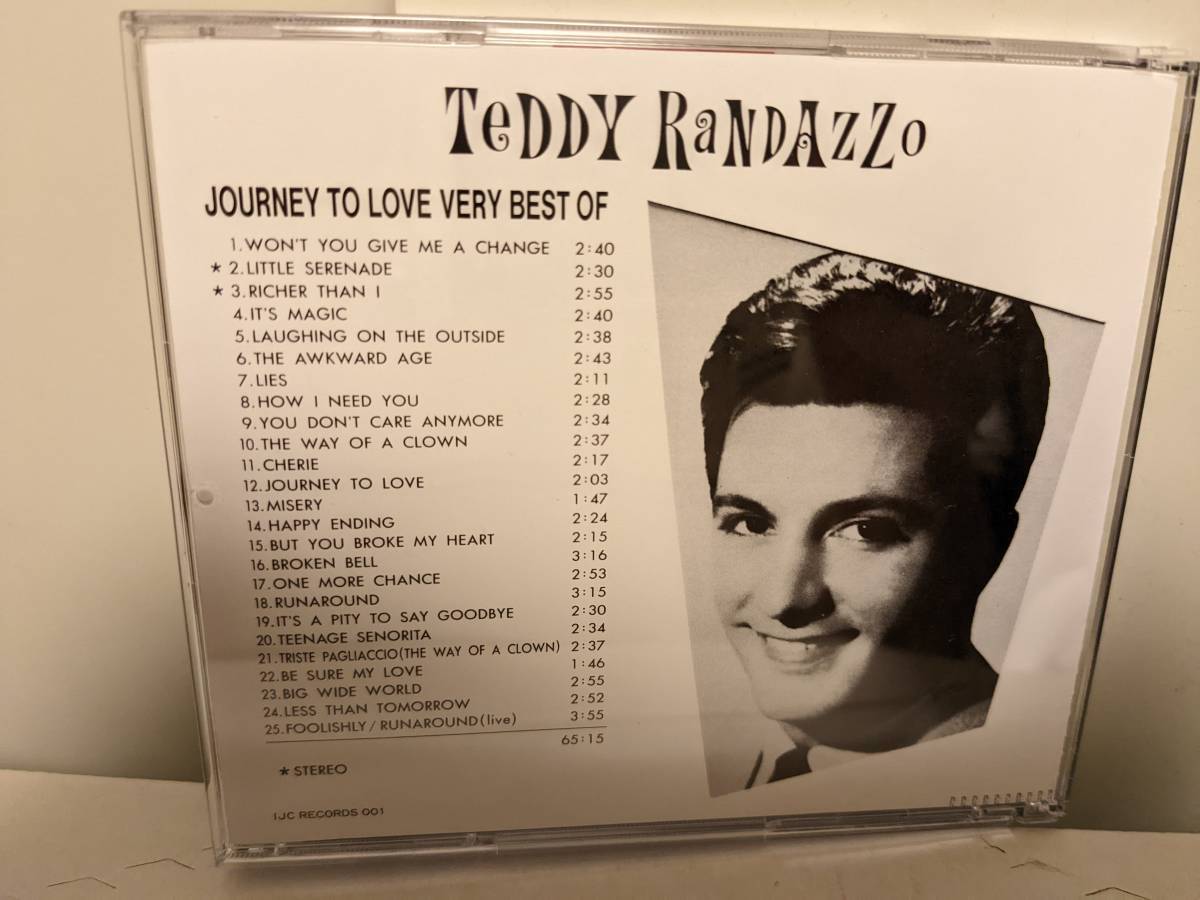 TeDDY RaNDAzZo
JOURNEY TO LOVE VERY BEST OF
1.WON'T YOU GIVE ME A CHANGE 2:40
* 2.LITTLE SERENADE 2:30
* 3.RICHER THAN I 2:55
4.IT'S MAGIC 2:40
5.LAUGHING ON THE OUTSIDE 2:38
6.THE AWKWARD AGE 2:43
7.LIES 2:11
8.HOW I NEED YOU 2:28
9.YOU DON'T CARE ANYMORE 2:34
10.THE WAY OF A CLOWN 2:37
11.CHERIE 2:17
12.JOURNEY TO LOVE 2:03
13.MISERY 1:47
14.HAPPY ENDING 2:24
15.BUT YOU BROKE MY HEART 2:15
16.BROKEN BELL 3:16
17.ONE MORE CHANCE 2:53
18.RUNAROUND 3:15
19.IT'S A PITY TO SAY GOODBYE 2:30
20.TEENAGE SENORITA 2:34
21.TRISTE PAGLIACCIO(THE WAY OF A CLOWN) 2:37
22.BE SURE MY LOVE 1:46
23.BIG WIDE WORLD 2:55
24.LESS THAN TOMORROW 2:52
25.FOOLISHLY/RUNAROUND(live) 3:55
65:15
* STEREO
IJC RECORDS 001